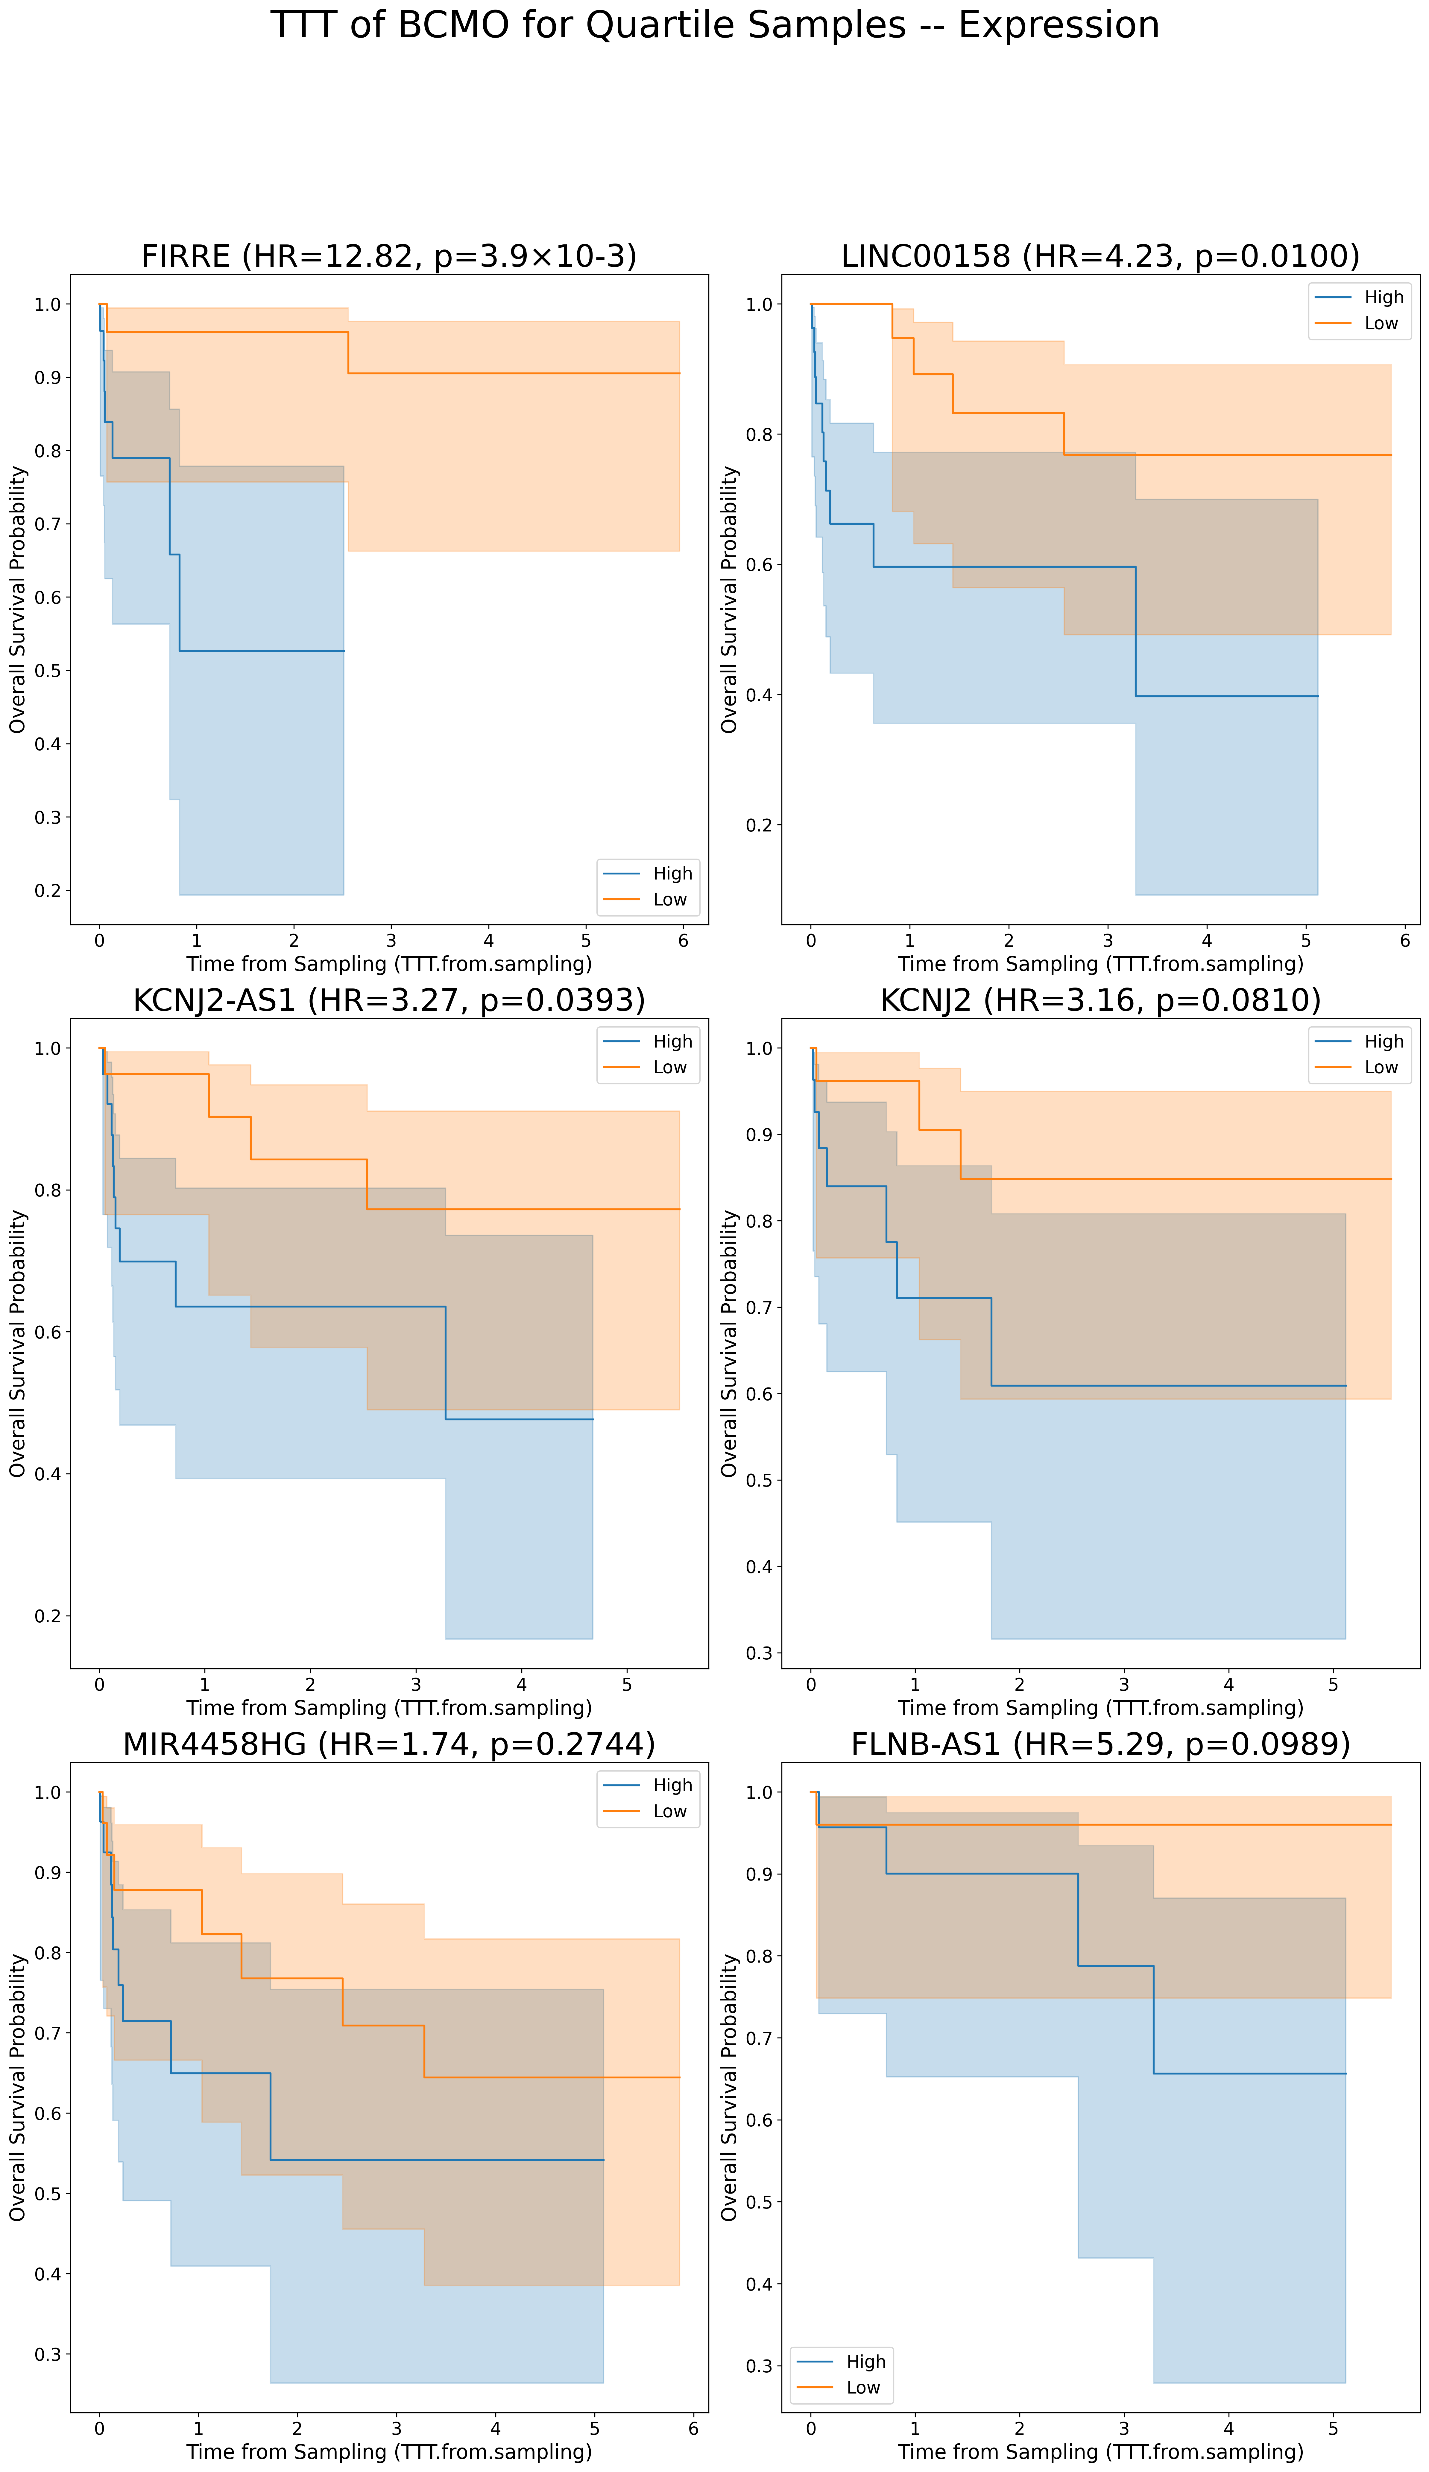 TTT of BCMO for Quartile Samples -- Expression
FIRRE (HR=12.82, p=3.9×10-3)
Overall Survival Probability
1.0
0.9
0.8
0.7
0.6
0.5
0.4
0.3
0.2
High
Low
0 1 2 3 4 5 6
Time from Sampling (TTT.from.sampling)
LINC00158 (HR=4.23, p=0.0100)
Overall Survival Probability
1.0
0.8
0.6
0.4
0.2
High
Low
0 1 2 3 4 5 6
Time from Sampling (TTT.from.sampling)
KCNJ2-AS1 (HR=3.27, p=0.0393)
Overall Survival Probability
1.0
0.8
0.6
0.4
0.2
High
Low
0 1 2 3 4 5
Time from Sampling (TTT.from.sampling)
KCNJ2 (HR=3.16, p=0.0810)
Overall Survival Probability
1.0
0.9
0.8
0.7
0.6
0.5
0.4
0.3
High
Low
0 1 2 3 4 5
Time from Sampling (TTT.from.sampling)
MIR4458HG (HR=1.74, p=0.2744)
Overall Survival Probability
1.0
0.9
0.8
0.7
0.6
0.5
0.4
0.3
High
Low
0 1 2 3 4 5 6
Time from Sampling (TTT.from.sampling)
FLNB-AS1 (HR=5.29, p=0.0989)
Overall Survival Probability
1.0
0.9
0.8
0.7
0.6
0.5
0.4
0.3
High
Low
0 1 2 3 4 5
Time from Sampling (TTT.from.sampling)